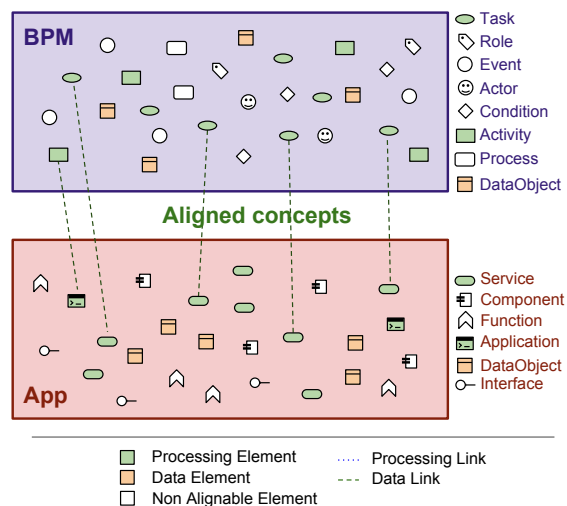 BPM
Task
Role
Event
Actor
Condition
Activity
Process
DataObject
Aligned concepts
Service
Component
Function
Application
DataObject
Interface
App
Processing Element
Data Element
Non Alignable Element
Processing Link
Data Link